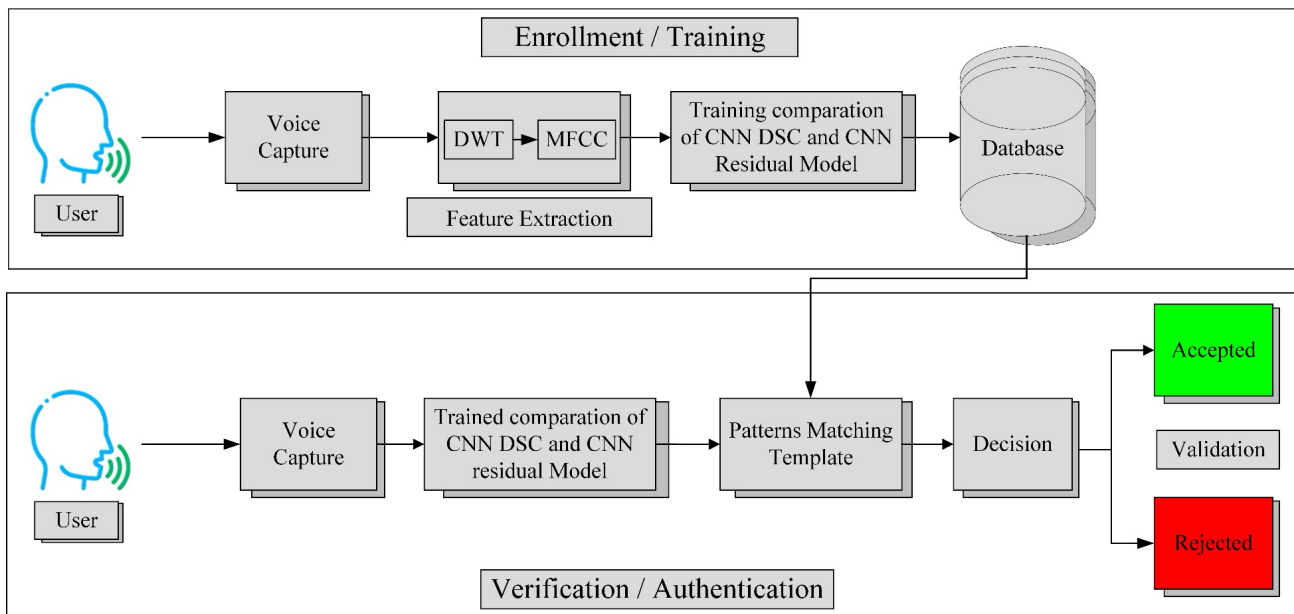 Enrollment / Training
User
Voice
Capture
DWT
MFCC
Feature Extraction
Training comparation
of CNN DSC and CNN
Residual Model
Database
User
Voice
Capture
Trained comparation of
CNN DSC and CNN
residual Model
Patterns Matching
Template
Decision
Accepted
Validation
Rejected
Verification / Authentication